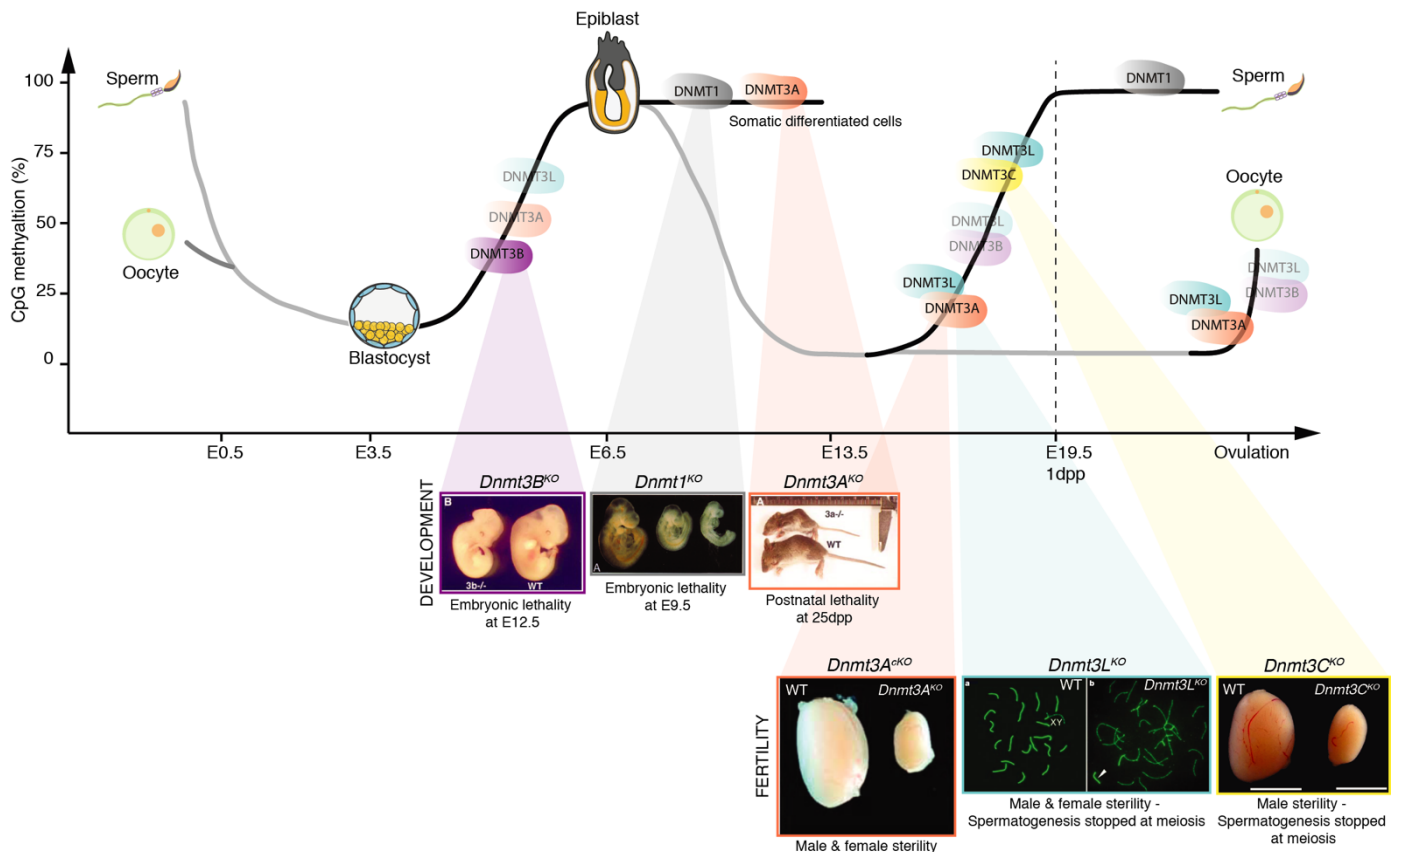 Epiblast
CpG methyaltion (%)
100
75
50
25
0
Sperm
Oocyte
Blastocyst
DNMT3L
DNMT3A
DNMT3B
DNMT1
DNMT3A
Somatic differentiated cells
DNMT3L
DNMT3C
DNMT3L
DNMT3B
DNMT3L
DNMT3A
DNMT1
Sperm
Oocyte
DNMT3L
DNMT3B
DNMT3L
DNMT3A
E0.5
E3.5
E6.5
E13.5
E19.5
1dpp
Ovulation
DEVELOPMENT
Dnmt3B^KO
B
3b-/-
WT
Embryonic lethality
at E12.5
Dnmt1^KO
A
Embryonic lethality
at E9.5
Dnmt3A^KO
A
3a-/-
WT
Postnatal lethality
at 25dpp
FERTILITY
Dnmt3A^cKO
WT
Dnmt3A^KO
Male & female sterility
Dnmt3L^KO
a
WT
XY
b
Dnmt3L^KO
Male & female sterility -
Spermatogenesis stopped at meiosis
Dnmt3C^KO
WT
Dnmt3C^KO
Male sterility -
Spermatogenesis stopped
at meiosis